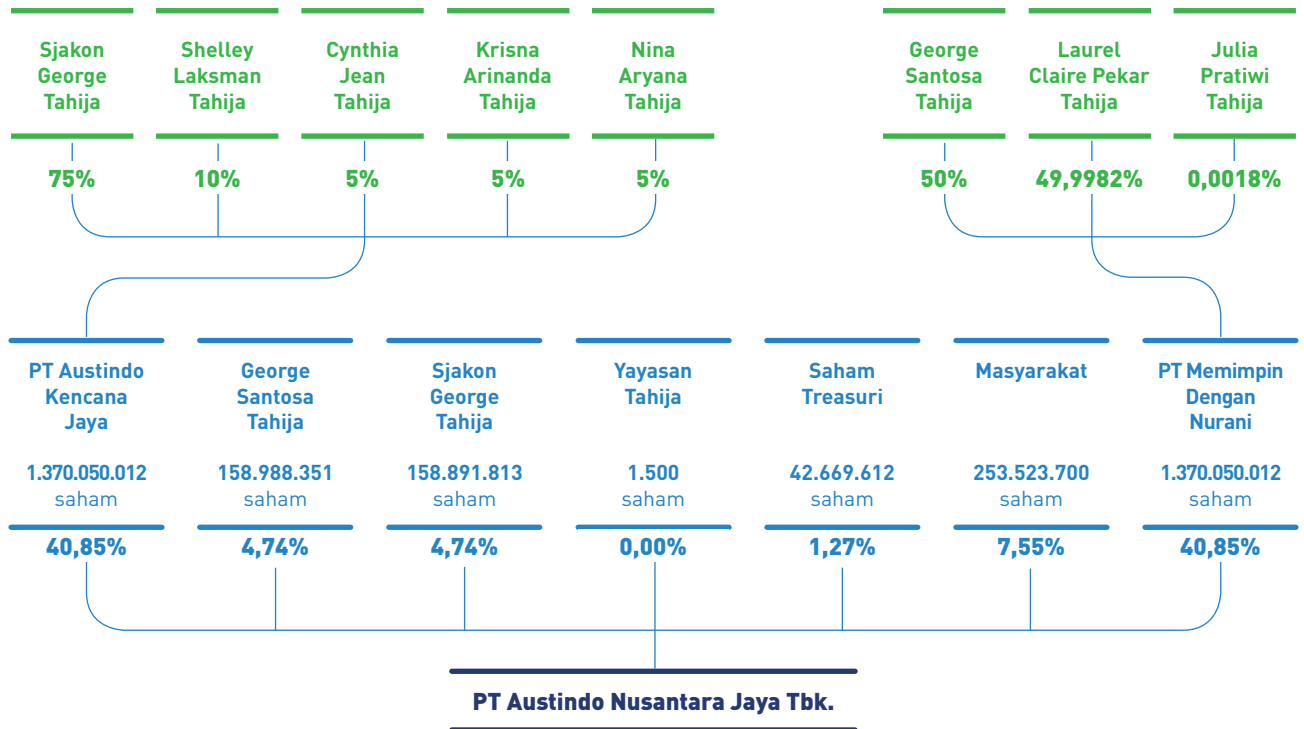 Sjakon
George
Tahija
75%
Shelley
Laksman
Tahija
10%
Cynthia
Jean
Tahija
5%
Krisna
Arinanda
Tahija
5%
Nina
Aryana
Tahija
5%
George
Santosa
Tahija
50%
Laurel
Claire Pekar
Tahija
49,9982%
Julia
Pratiwi
Tahija
0,0018%
PT Austindo
Kencana
Jaya
1.370.050.012
saham
40,85%
George
Santosa
Tahija
158.988.351
saham
4,74%
Sjakon
George
Tahija
158.891.813
saham
4,74%
Yayasan
Tahija
1.500
saham
0,00%
Saham
Treasuri
42.669.612
saham
1,27%
Masyarakat
253.523.700
saham
7,55%
PT Memimpin
Dengan
Nurani
1.370.050.012
saham
40,85%
PT Austindo Nusantara Jaya Tbk.